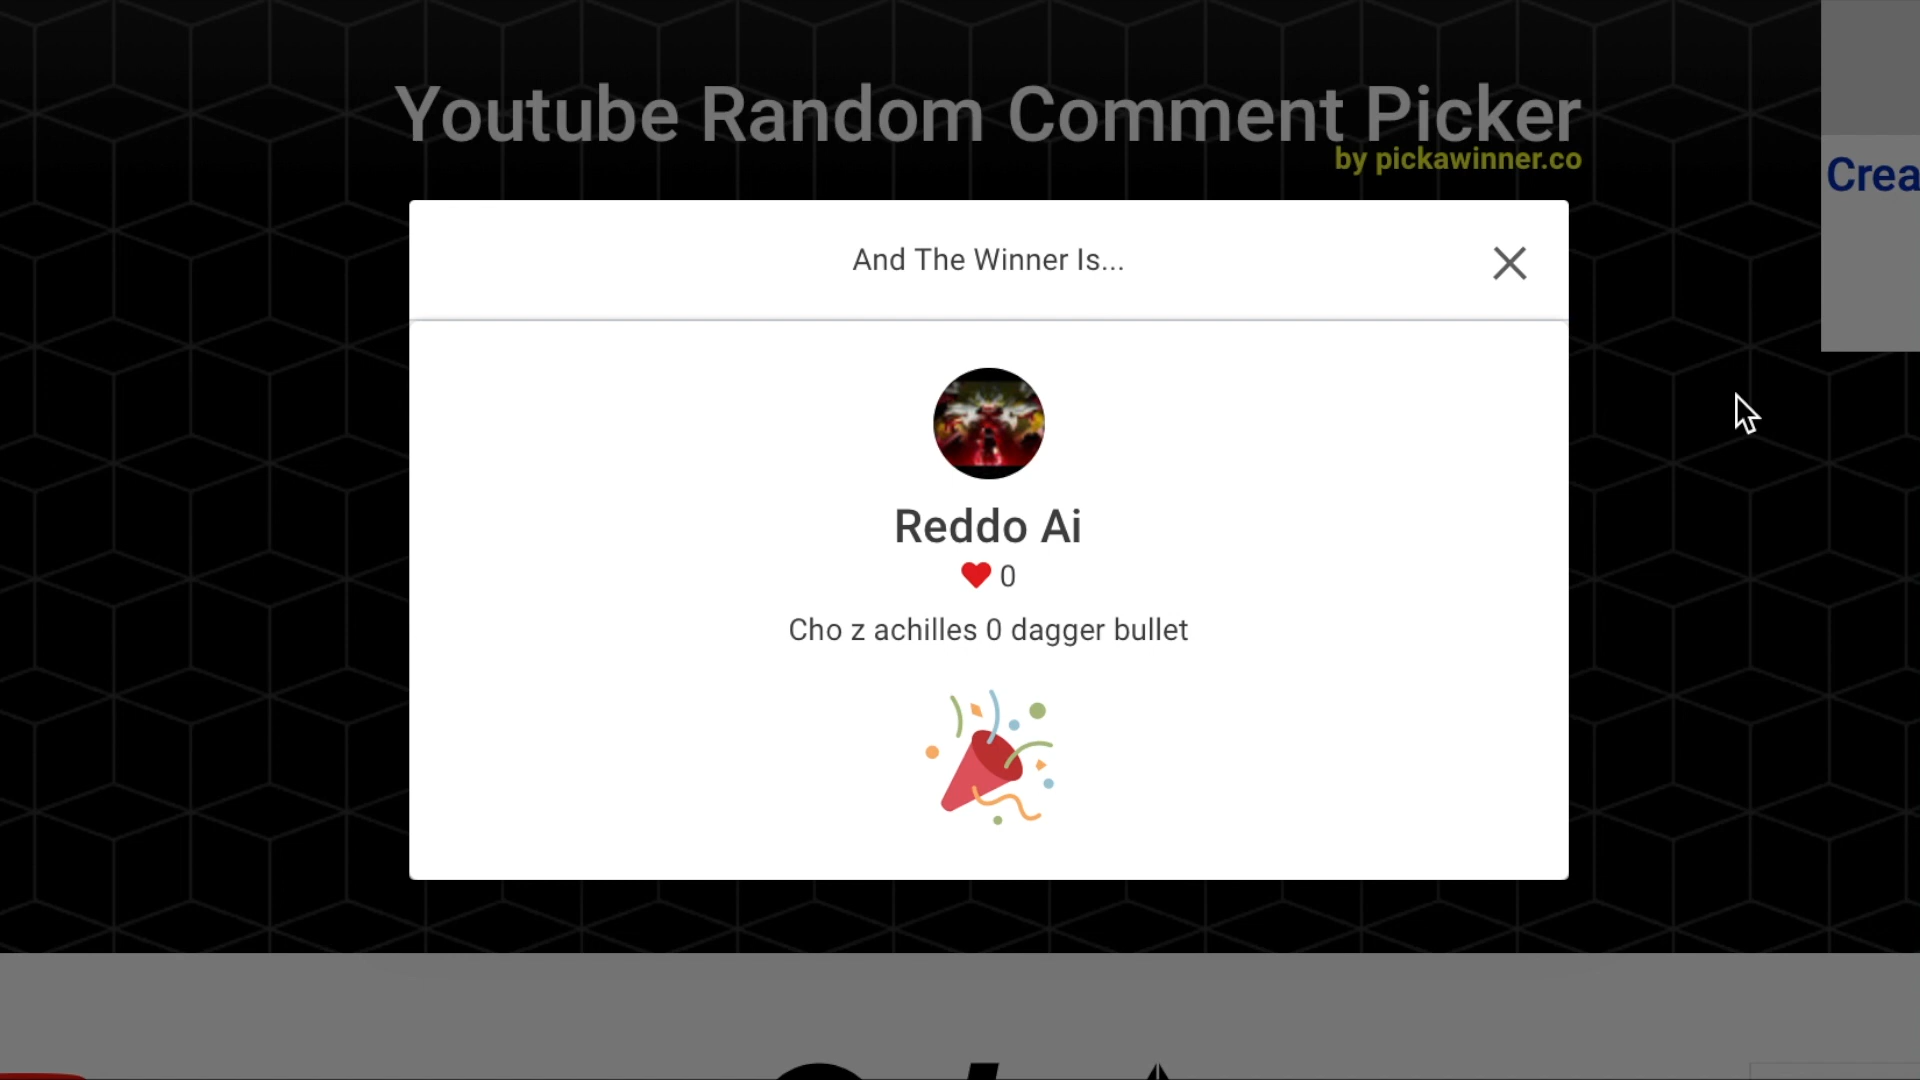 Youtube Random Comment Picker
by pickawinner.co
Crea
And The Winner Is...
Reddo Ai
0
Cho z achilles 0 dagger bullet